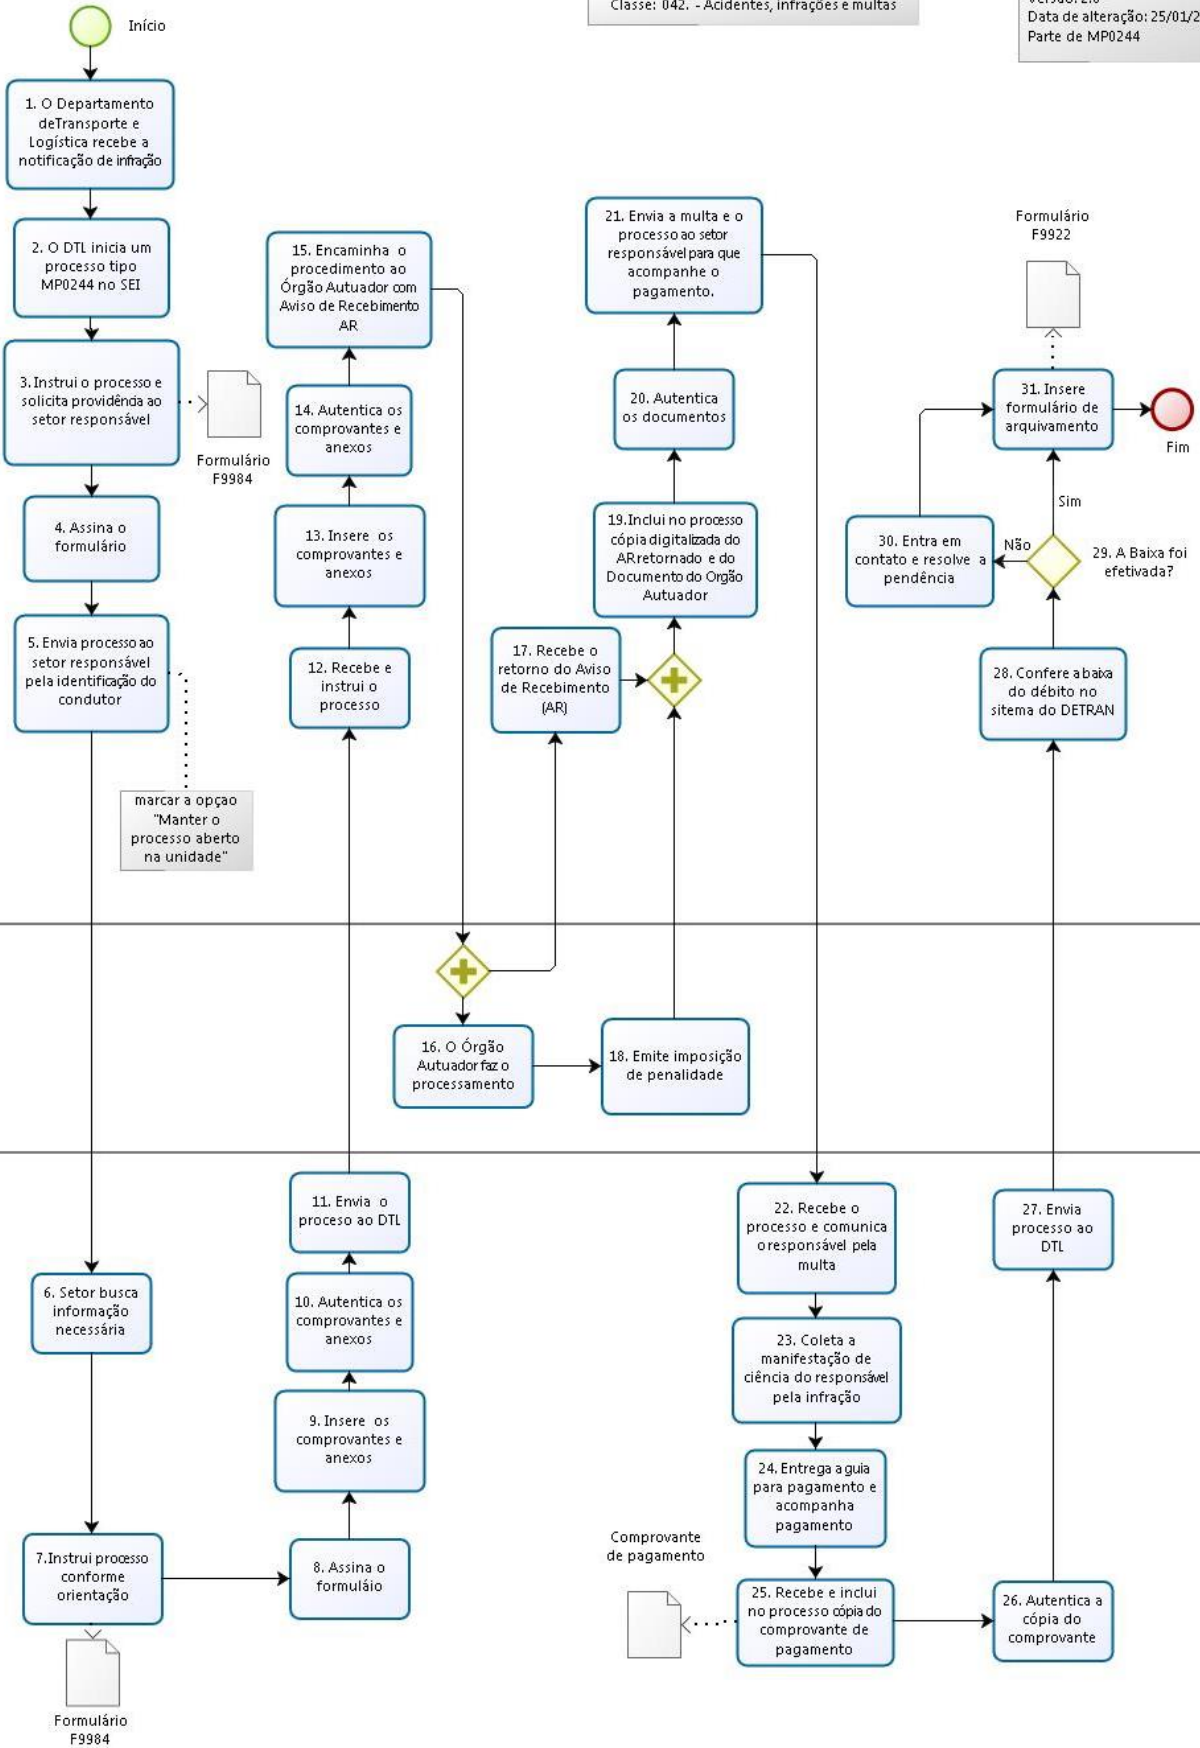 Classe: 042. - Acidentes, infrações e multas
Versão: 2.0
Data de alteração: 25/01/2
Parte de MP0244
Início
1. O Departamento
deTransporte e
Logística recebe a
notificação de infração
2. O DTL inicia um
processo tipo
MP0244 no SEI
3.Instrui o processo e
solicita providência ao
setor responsável
Formulário
F9984
4. Assina o
formulário
5. Envia processo ao
setor responsável
pela identificação do
condutor
marcar a opçao
"Manter o
processo aberto
na unidade"
6. Setor busca
informação
necessária
7.Instrui processo
conforme
orientação
Formulário
F9984
8. Assina o
formuláio
9. Insere os
comprovantes e
anexos
10. Autentica os
comprovantes e
anexos
11. Envia o
proceso ao DTL
12. Recebe e
instrui o
processo
13. Insere os
comprovantes e
anexos
14. Autentica os
comprovantes e
anexos
15. Encaminha o
procedimento ao
Órgão Autuador com
Aviso de Recebimento
AR
16. O Órgão
Autuador faz o
processamento
17. Recebe o
retorno do Aviso
de Recebimento
(AR)
18. Emite imposição
de penalidade
19.Inclui no processo
cópia digitalizada do
AR retornado e do
Documento do Orgão
Autuador
20. Autentica
os documentos
21. Envia a multa e o
processo ao setor
responsável para que
acompanhe o
pagamento.
22. Recebe o
processo e comunica
o responsável pela
multa
23. Coleta a
manifestação de
ciência do responsável
pela infração
24. Entrega a guia
para pagamento e
acompanha
pagamento
Comprovante
de pagamento
25. Recebe e inclui
no processo cópia do
comprovante de
pagamento
26. Autentica a
cópia do
comprovante
27. Envia
processo ao
DTL
28. Confere a baixa
do débito no
sitema do DETRAN
29. A Baixa foi
efetivada?
Não
Sim
30. Entra em
contato e resolve a
pendência
31. Insere
formulário de
arquivamento
Formulário
F9922
Fim